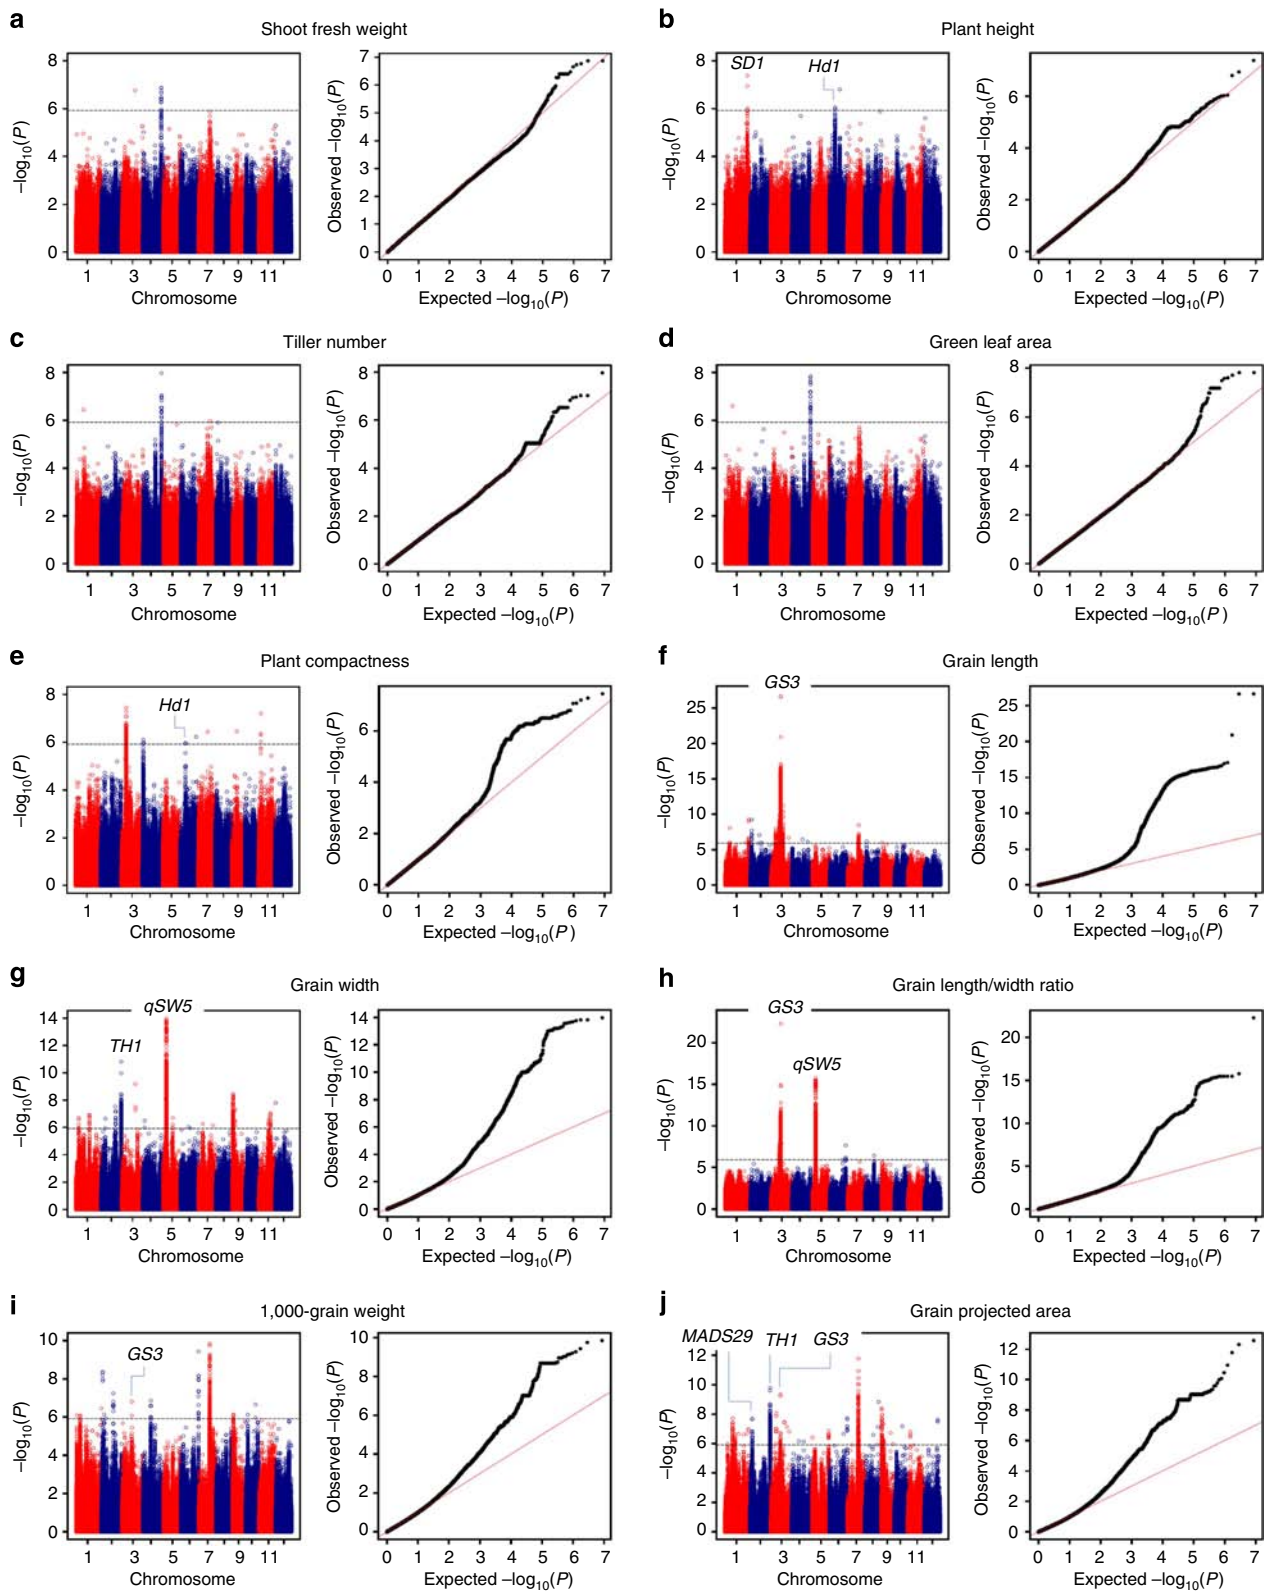 a
Shoot fresh weight
SD1
Hd1
8
6
4
2
0
–log10(P)
1 3 5 7 9 11
Chromosome
7
6
5
4
3
2
1
0
Observed –log10(P)
0 1 2 3 4 5 6 7
Expected –log10(P)
b
Plant height
8
6
4
2
0
–log10(P)
1 3 5 7 9 11
Chromosome
6
4
2
0
Observed –log10(P)
0 1 2 3 4 5 6 7
Expected –log10(P)
c
Tiller number
8
6
4
2
0
–log10(P)
1 3 5 7 9 11
Chromosome
8
6
4
2
0
Observed –log10(P)
0 1 2 3 4 5 6 7
Expected –log10(P)
d
Green leaf area
8
6
4
2
0
–log10(P)
1 3 5 7 9 11
Chromosome
8
6
4
2
0
Observed –log10(P)
0 1 2 3 4 5 6 7
Expected –log10(P)
e
Plant compactness
Hd1
8
6
4
2
0
–log10(P)
1 3 5 7 9 11
Chromosome
6
4
2
0
Observed –log10(P)
0 1 2 3 4 5 6 7
Expected –log10(P)
f
Grain length
GS3
25
20
15
10
5
0
–log10(P)
1 3 5 7 9 11
Chromosome
25
20
15
10
5
0
Observed –log10(P)
0 1 2 3 4 5 6 7
Expected –log10(P)
g
Grain width
qSW5
TH1
14
12
10
8
6
4
2
0
–log10(P)
1 3 5 7 9 11
Chromosome
14
12
10
8
6
4
2
0
Observed –log10(P)
0 1 2 3 4 5 6 7
Expected –log10(P)
h
Grain length/width ratio
GS3
qSW5
20
15
10
5
0
–log10(P)
1 3 5 7 9 11
Chromosome
20
15
10
5
0
Observed –log10(P)
0 1 2 3 4 5 6 7
Expected –log10(P)
i
1,000-grain weight
GS3
10
8
6
4
2
0
–log10(P)
1 3 5 7 9 11
Chromosome
10
8
6
4
2
0
Observed –log10(P)
0 1 2 3 4 5 6 7
Expected –log10(P)
j
Grain projected area
MADS29 TH1 GS3
12
10
8
6
4
2
0
–log10(P)
1 3 5 7 9 11
Chromosome
12
10
8
6
4
2
0
Observed –log10(P)
0 1 2 3 4 5 6 7
Expected –log10(P)